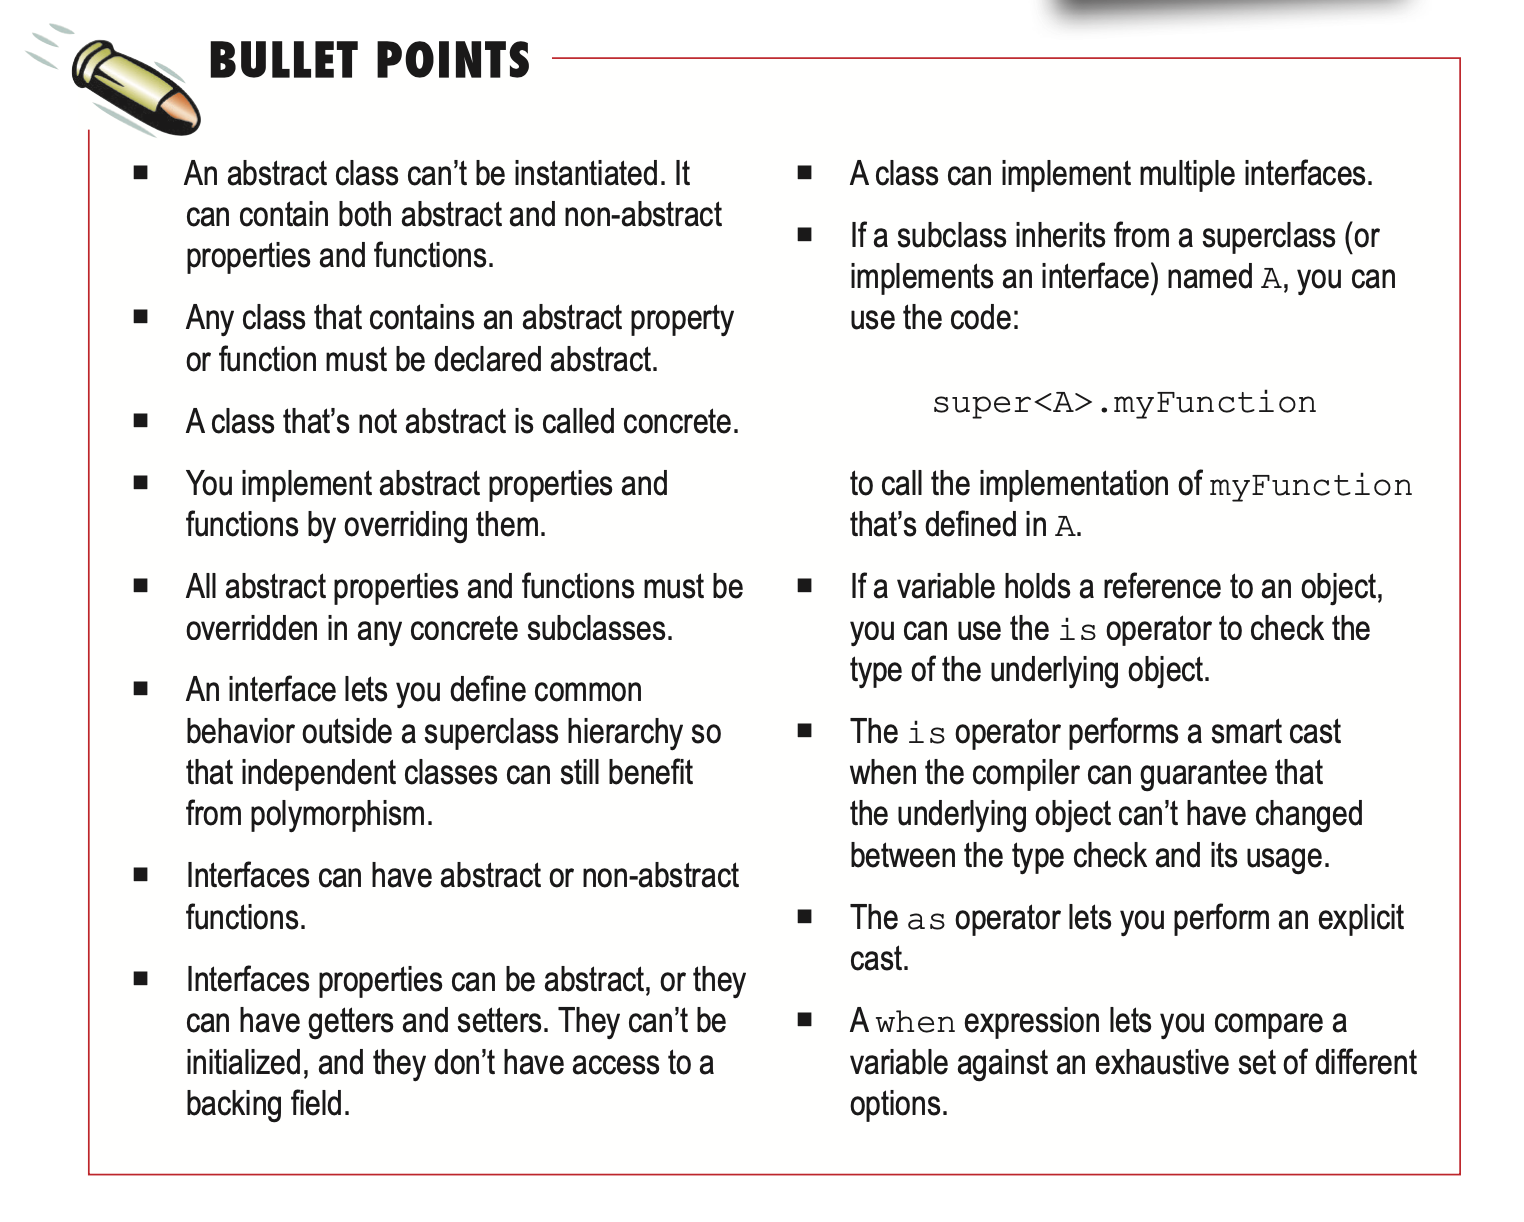 BULLET POINTS
■ An abstract class can’t be instantiated. It
can contain both abstract and non-abstract
properties and functions.
■ Any class that contains an abstract property
or function must be declared abstract.
■ A class that’s not abstract is called concrete.
■ You implement abstract properties and
functions by overriding them.
■ All abstract properties and functions must be
overridden in any concrete subclasses.
■ An interface lets you define common
behavior outside a superclass hierarchy so
that independent classes can still benefit
from polymorphism.
■ Interfaces can have abstract or non-abstract
functions.
■ Interfaces properties can be abstract, or they
can have getters and setters. They can’t be
initialized, and they don’t have access to a
backing field.
■ A class can implement multiple interfaces.
■ If a subclass inherits from a superclass (or
implements an interface) named A, you can
use the code:
super<A>.myFunction
to call the implementation of myFunction
that’s defined in A.
■ If a variable holds a reference to an object,
you can use the is operator to check the
type of the underlying object.
■ The is operator performs a smart cast
when the compiler can guarantee that
the underlying object can’t have changed
between the type check and its usage.
■ The as operator lets you perform an explicit
cast.
■ A when expression lets you compare a
variable against an exhaustive set of different
options.